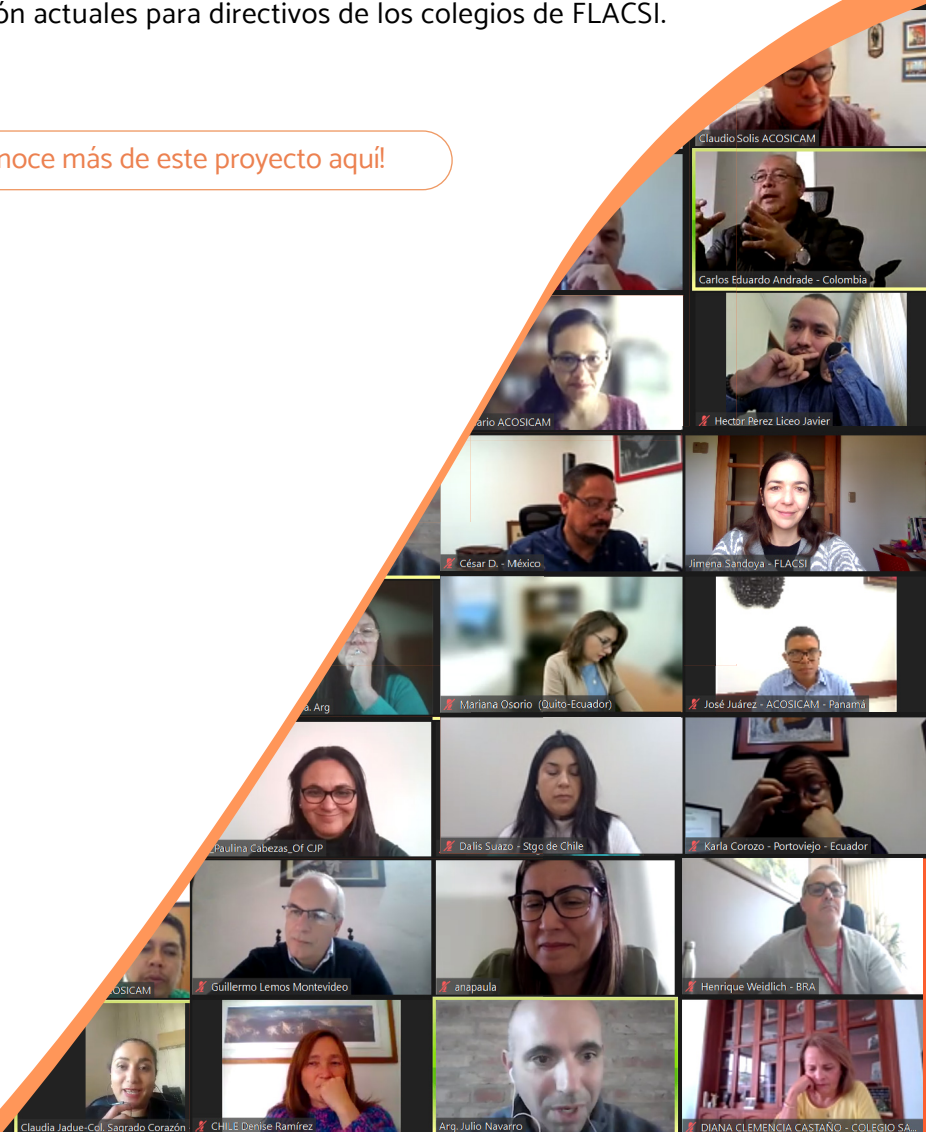 ón actuales para directivos de los colegios de FLACSI.
noce más de este proyecto aquí!
Claudio Solis ACOSICAM
Carlos Eduardo Andrade - Colombia
ario ACOSICAM
Hector Perez Liceo Javier
César D. - México
Jimena Sandoya - FLACSI
a. Arg
Mariana Osorio (Quito-Ecuador)
José Juárez - ACOSICAM - Panamá
Paulina Cabezas_Of CJP
Dalis Suazo - Stgo de Chile
Karla Corozo - Portoviejo - Ecuador
OSICAM
Guillermo Lemos Montevideo
anapaula
Henrique Weidlich - BRA
Claudia Jadue-Col. Sagrado Corazón
CHILE Denise Ramírez
Arg. Julio Navarro
DIANA CLEMENCIA CASTAÑO - COLEGIO SA...